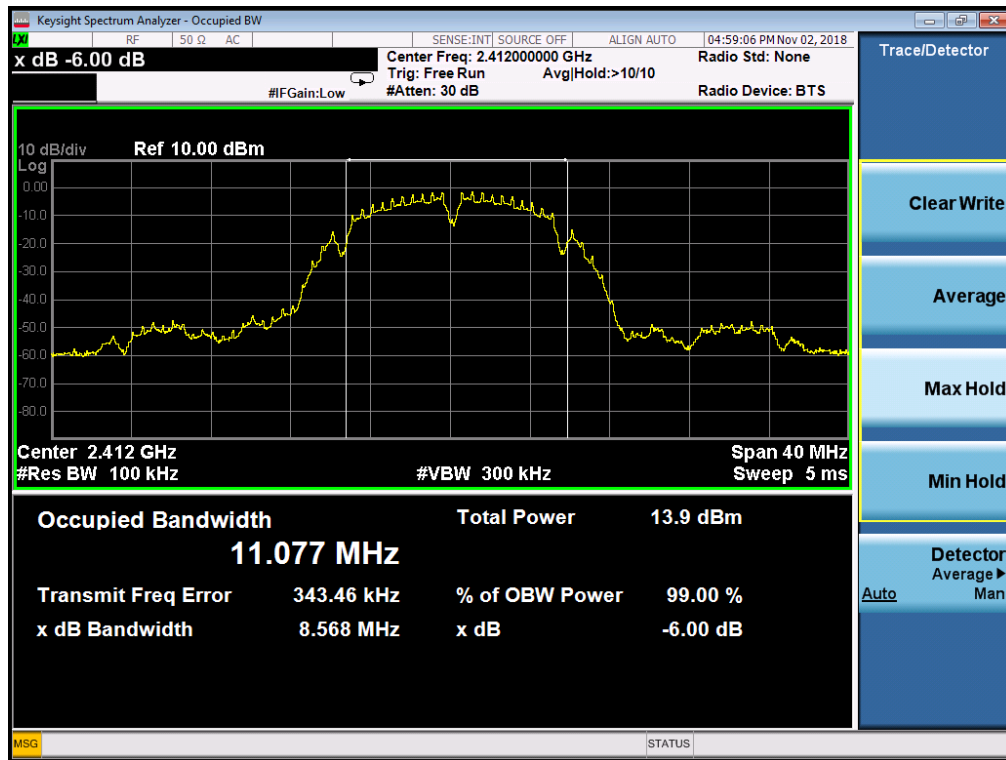 Keysight Spectrum Analyzer - Occupied BW
LXI RF 50 Ω AC SENSE:INT SOURCE OFF ALIGN AUTO 04:59:06 PM Nov 02, 2018
x dB -6.00 dB
Center Freq: 2.412000000 GHz Radio Std: None
Trig: Free Run Avg|Hold:>10/10
#IFGain:Low #Atten: 30 dB Radio Device: BTS
Trace/Detector
10 dB/div Ref 10.00 dBm
Log
0.00
-10.0
-20.0
-30.0
-40.0
-50.0
-60.0
-70.0
-80.0
Center 2.412 GHz Span 40 MHz
#Res BW 100 kHz #VBW 300 kHz Sweep 5 ms
Occupied Bandwidth Total Power 13.9 dBm
11.077 MHz
Transmit Freq Error 343.46 kHz % of OBW Power 99.00 %
x dB Bandwidth 8.568 MHz x dB -6.00 dB
Clear Write
Average
Max Hold
Min Hold
Detector
Average
Auto Man
MSG STATUS